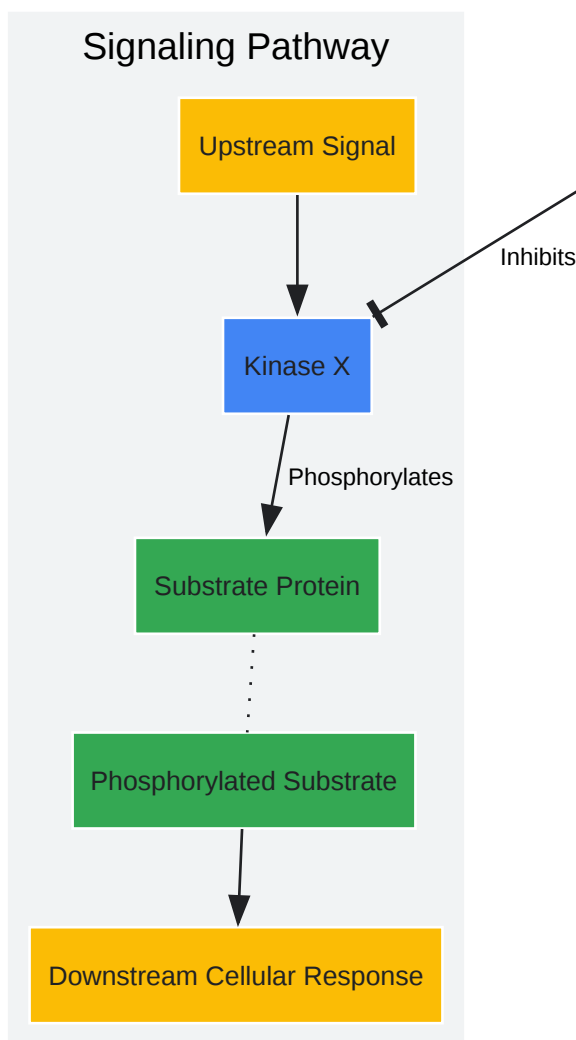 Signaling Pathway
Upstream Signal
Inhibits
Kinase X
Phosphorylates
Substrate Protein
Phosphorylated Substrate
Downstream Cellular Response